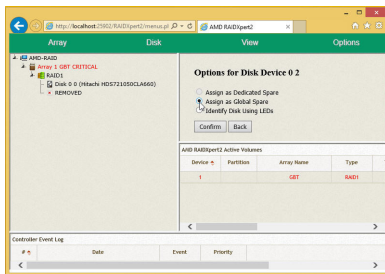 http://localhost:25902/RAIDXpert2/menus.pl
AMD RAIDXpert2
Array Disk View Options
AMD-RAID
Array 1 GBT CRITICAL
RAID1
Disk 0 0 (Hitachi HDS721050CLA660)
REMOVED
Options for Disk Device 0 2
Assign as Dedicated Spare
Assign as Global Spare
Identify Disk Using LEDs
Confirm Back
AMD RAIDXpert2 Active Volumes
Device Partition Array Name Type
1 GBT RAID1
Controller Event Log
# Date Event Priority